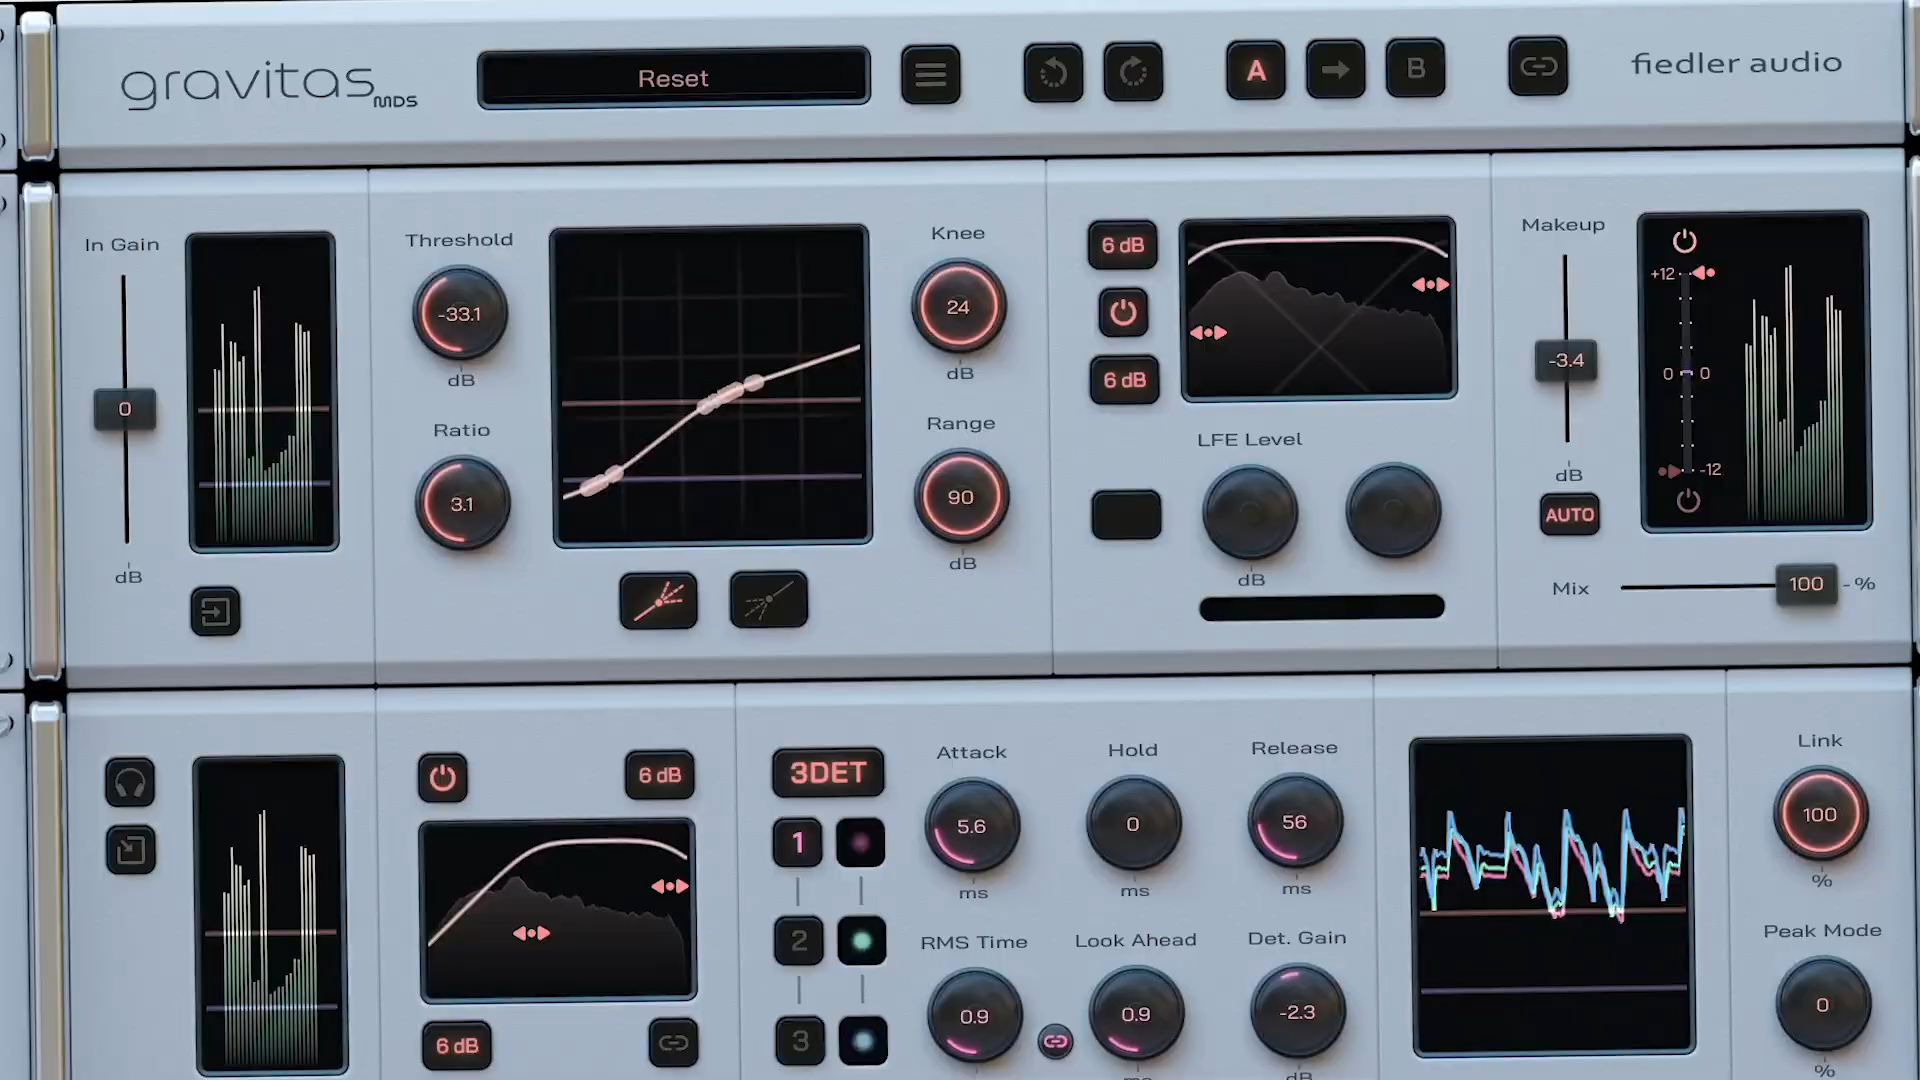 gravitas MDS
Reset
A
B
fiedler audio
In Gain
0
dB
Threshold
-33.1
dB
Ratio
3.1
Knee
24
dB
Range
90
dB
6 dB
6 dB
LFE Level
dB
Makeup
-3.4
dB
AUTO
+12
0
0
-12
Mix
100
- %
6 dB
6 dB
3DET
1
2
3
Attack
5.6
ms
Hold
0
ms
Release
56
ms
RMS Time
0.9
Look Ahead
0.9
Det. Gain
-2.3
dB
Link
100
%
Peak Mode
0
%